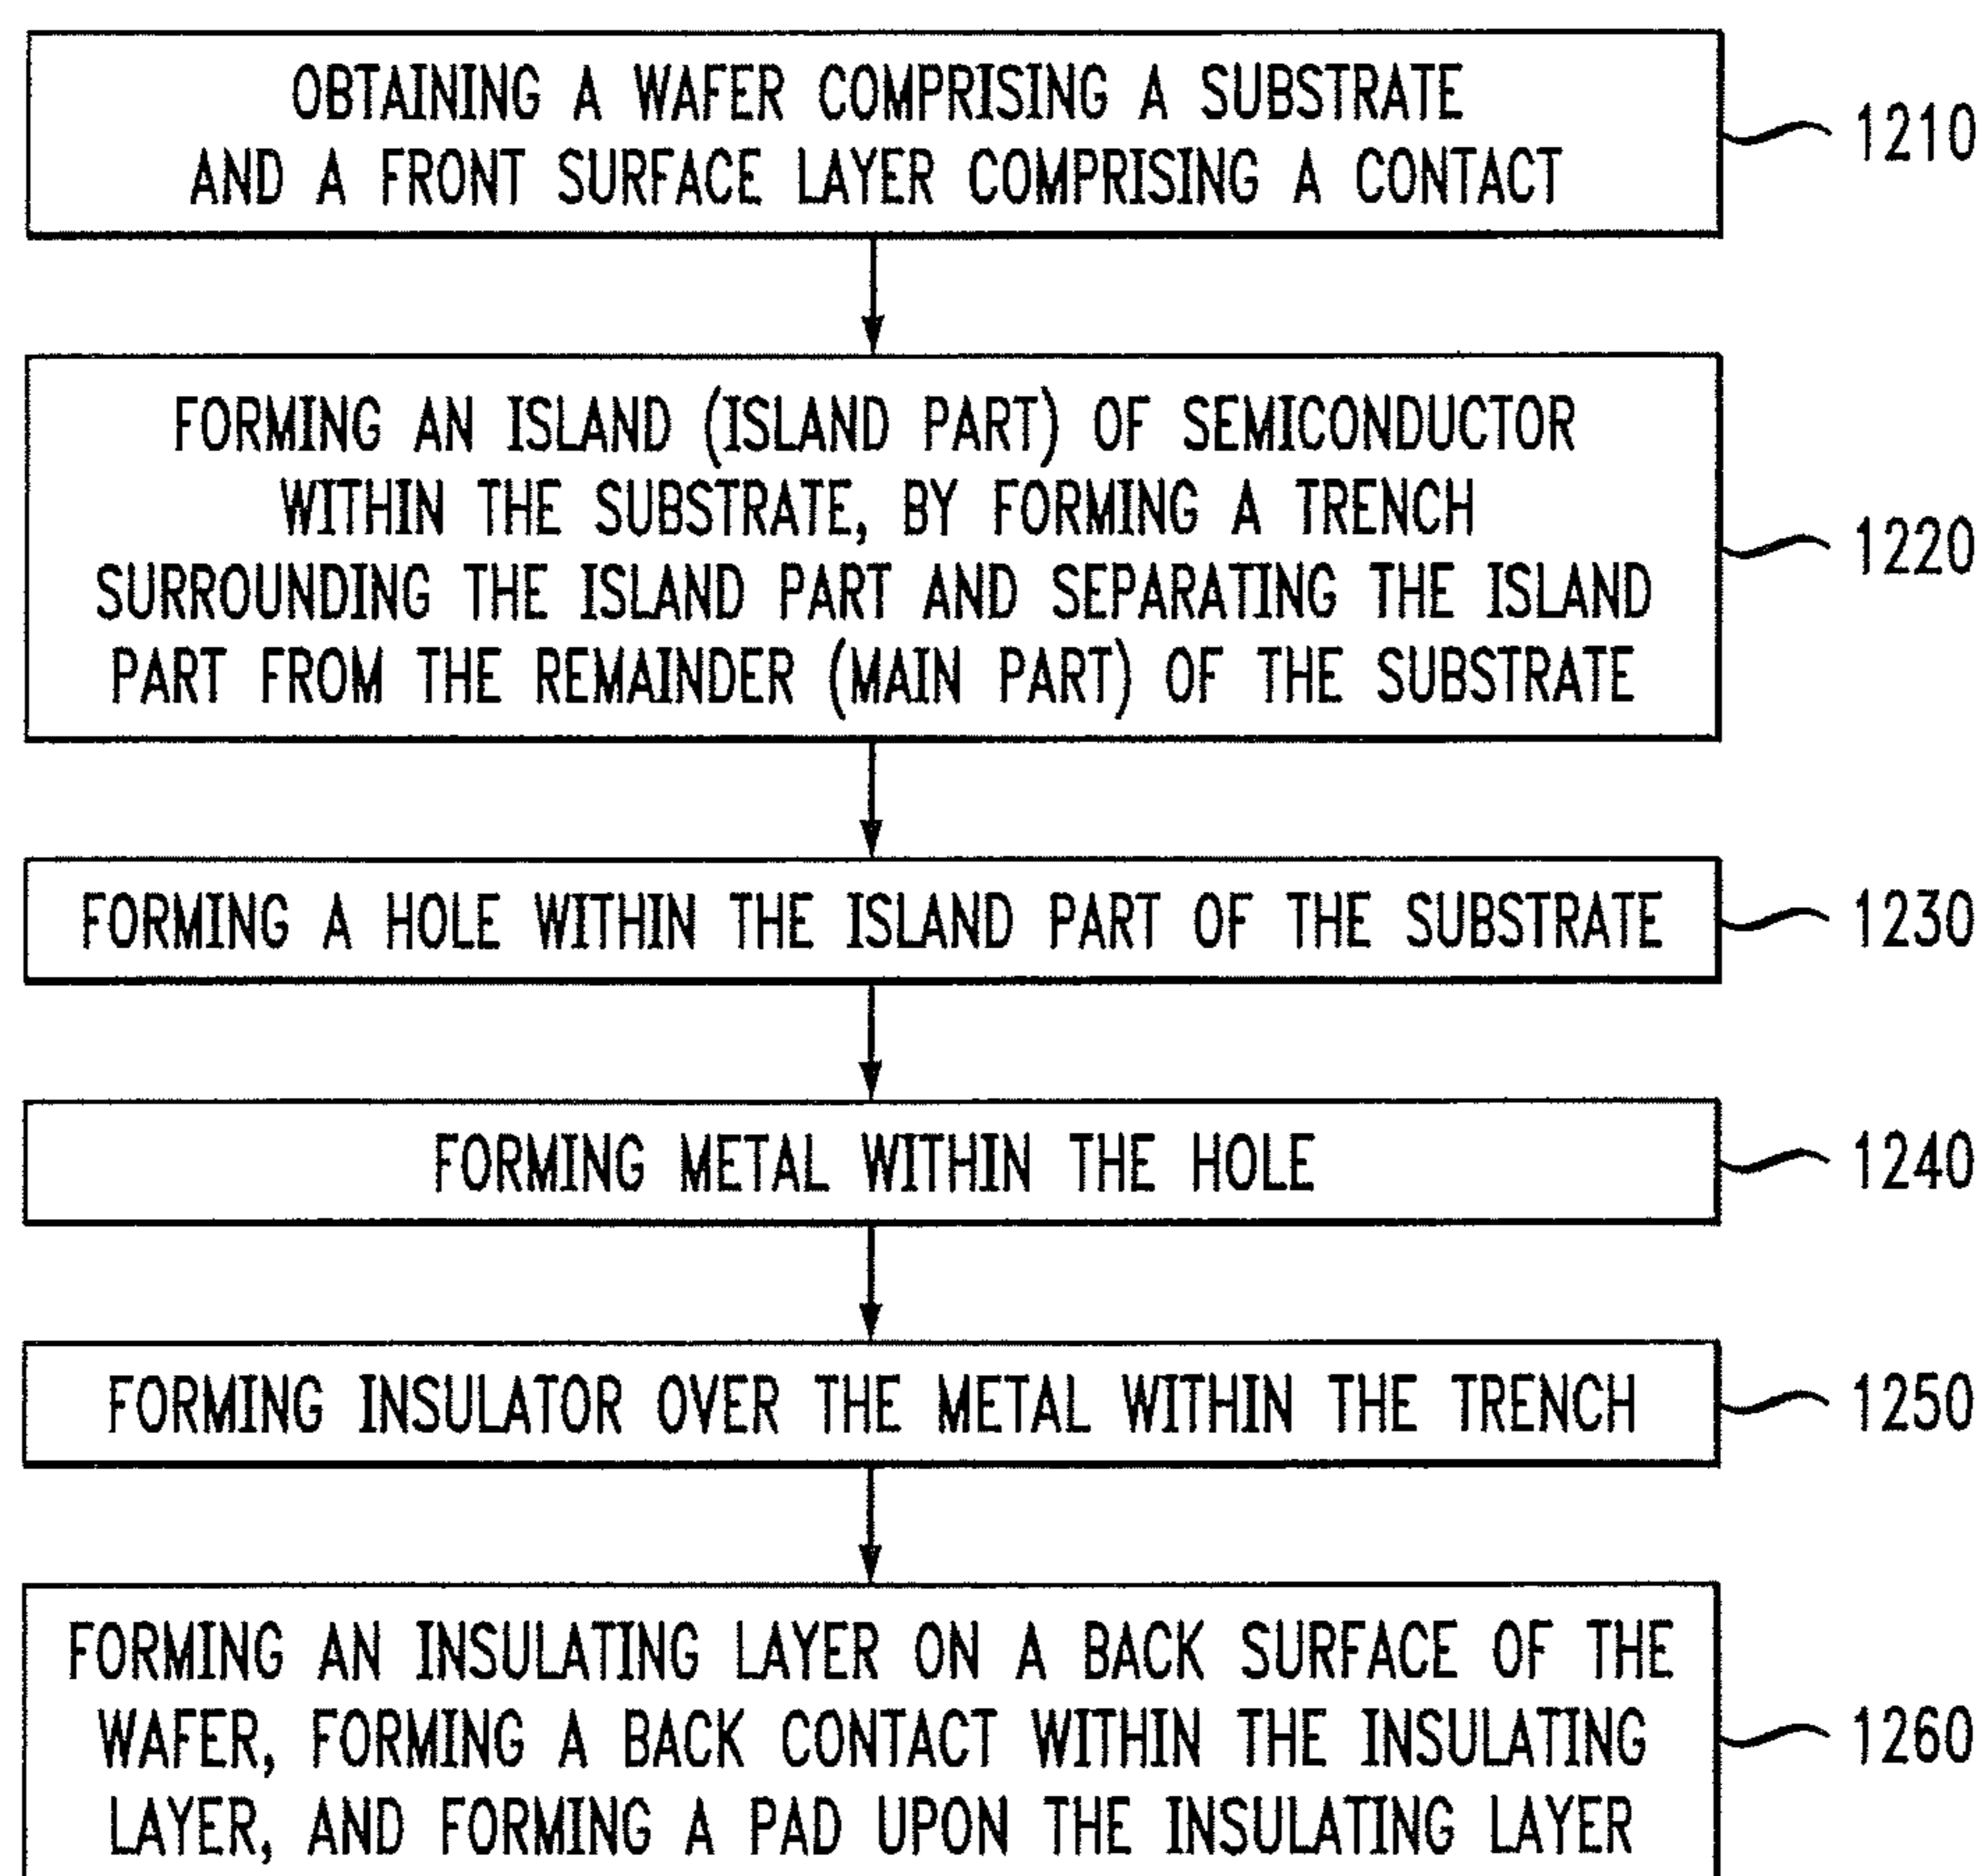 OBTAINING A WAFER COMPRISING A SUBSTRATE
AND A FRONT SURFACE LAYER COMPRISING A CONTACT
1210
FORMING AN ISLAND (ISLAND PART) OF SEMICONDUCTOR
WITHIN THE SUBSTRATE, BY FORMING A TRENCH
SURROUNDING THE ISLAND PART AND SEPARATING THE ISLAND
PART FROM THE REMAINDER (MAIN PART) OF THE SUBSTRATE
1220
FORMING A HOLE WITHIN THE ISLAND PART OF THE SUBSTRATE
1230
FORMING METAL WITHIN THE HOLE
1240
FORMING INSULATOR OVER THE METAL WITHIN THE TRENCH
1250
FORMING AN INSULATING LAYER ON A BACK SURFACE OF THE
WAFER, FORMING A BACK CONTACT WITHIN THE INSULATING
LAYER, AND FORMING A PAD UPON THE INSULATING LAYER
1260